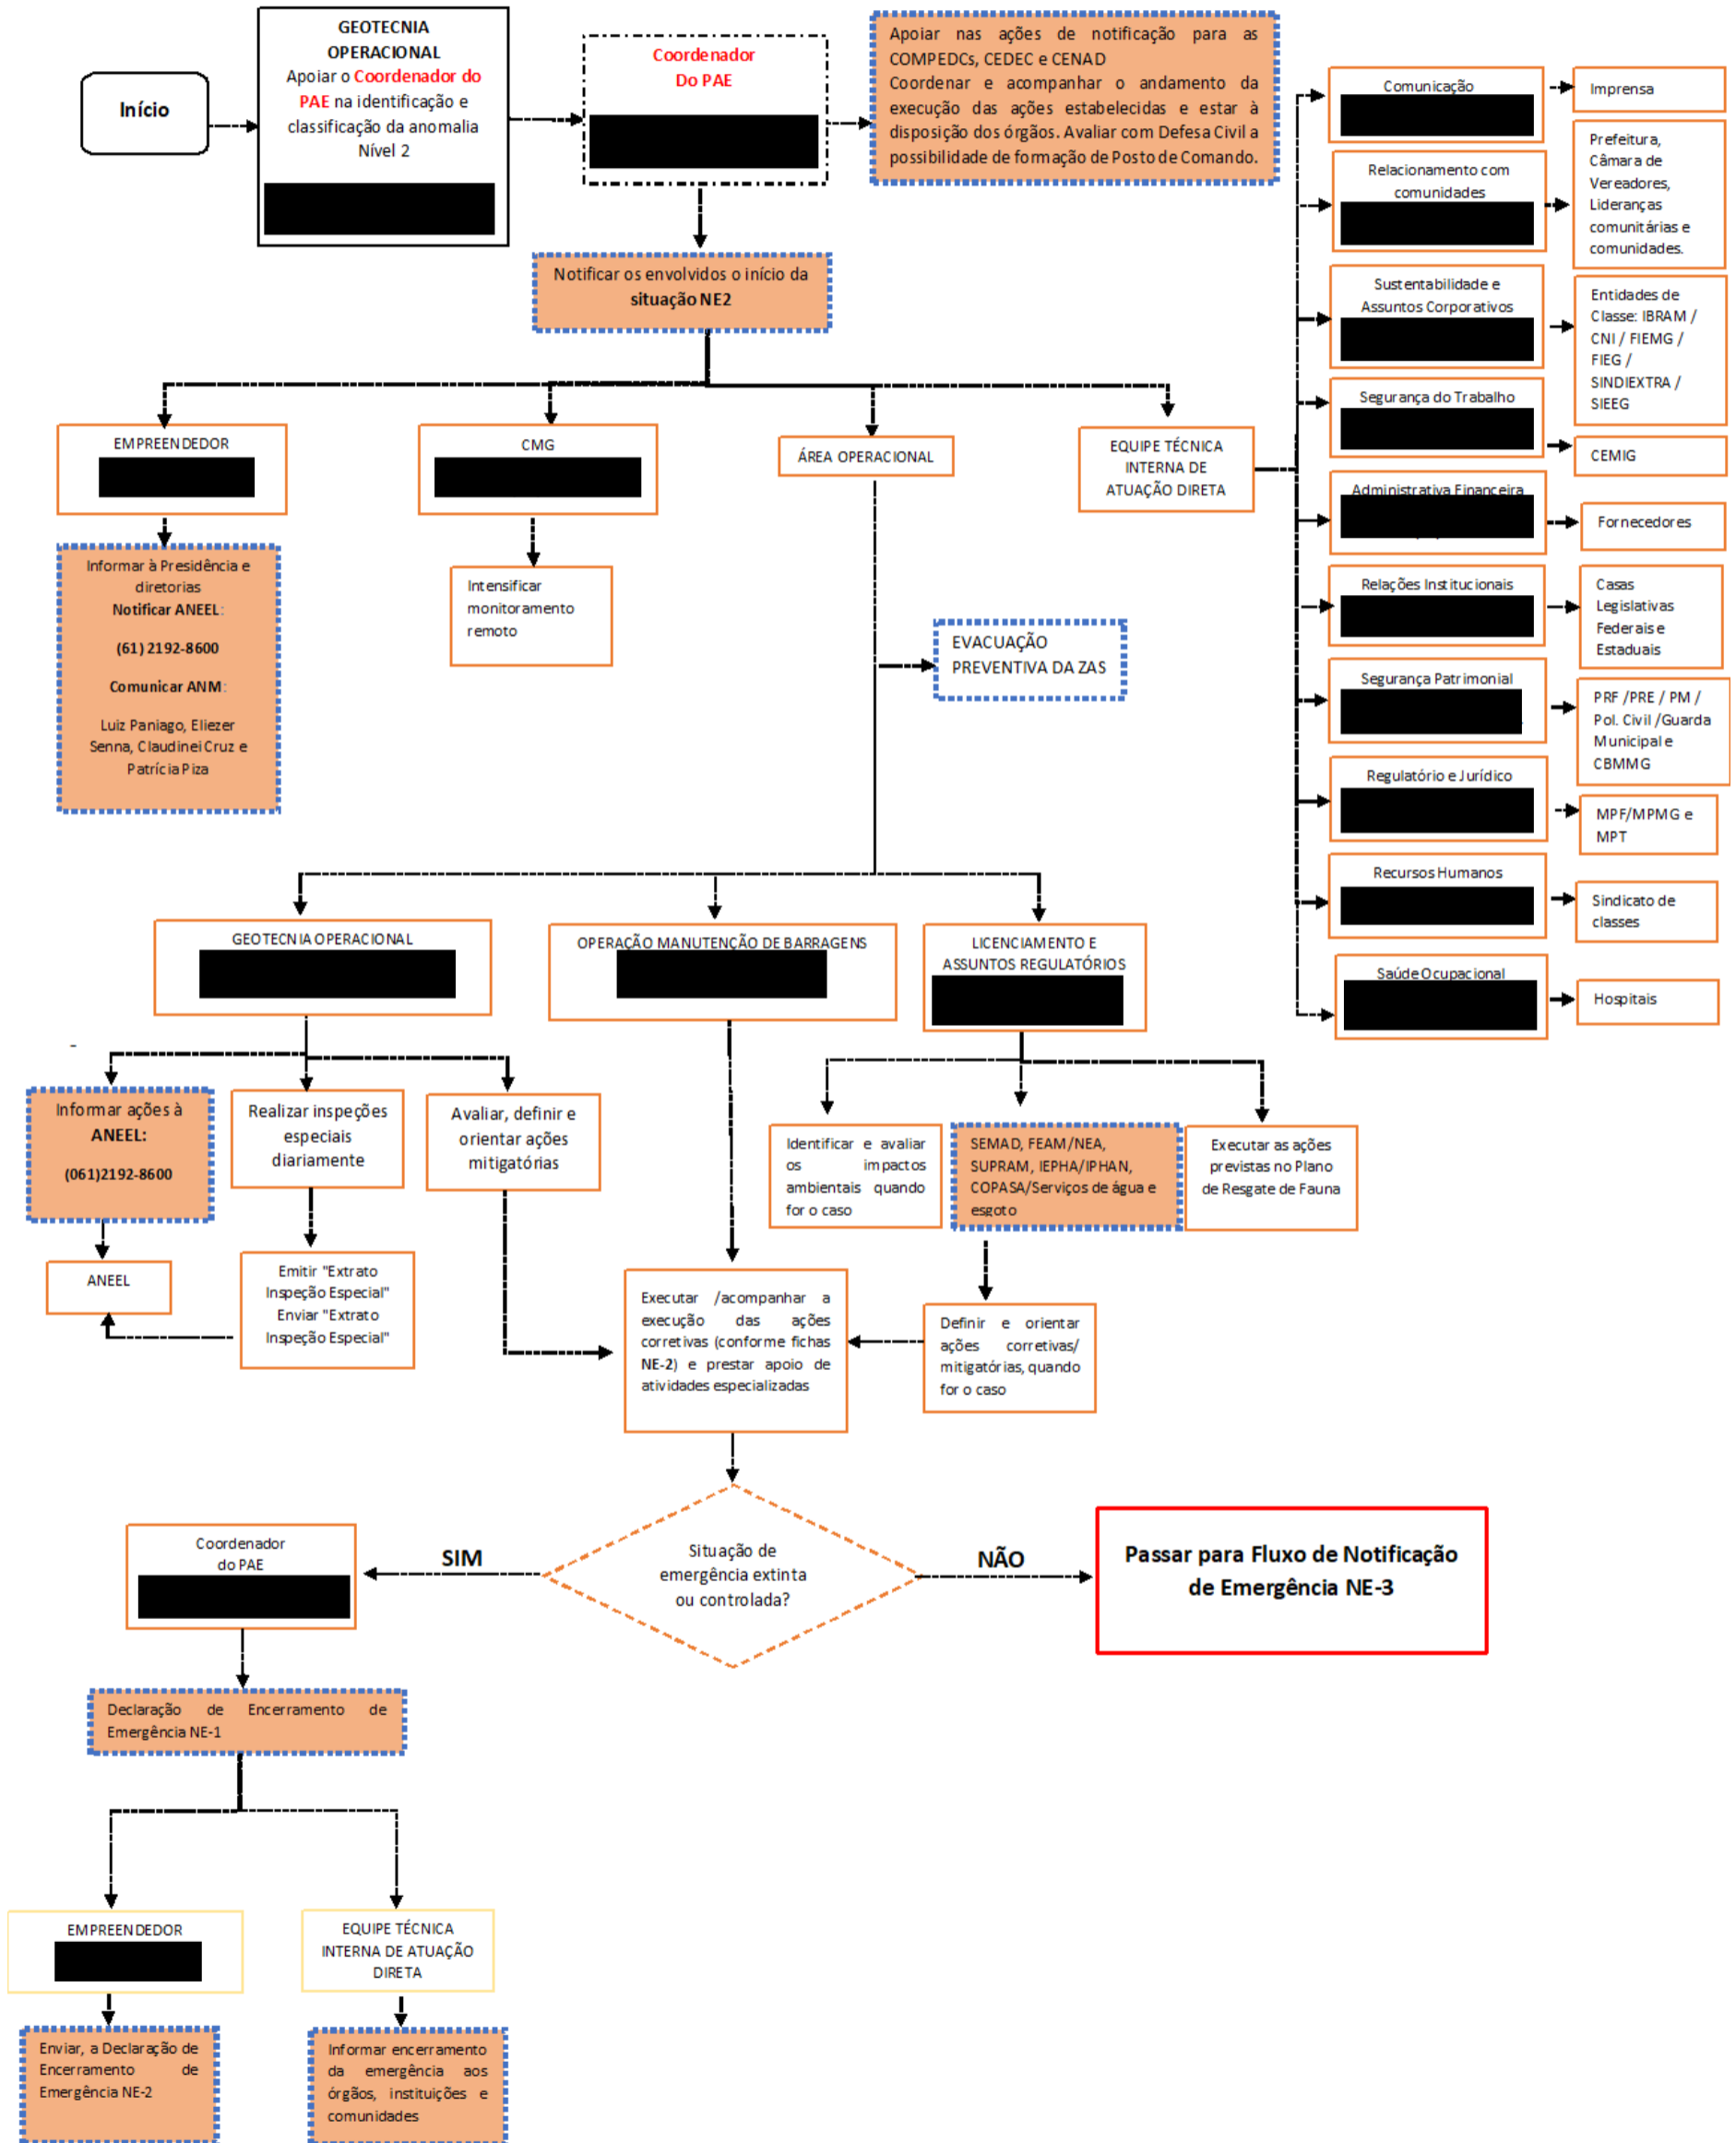 Início
GEOTECNIA
OPERACIONAL
Apoiar o Coordenador do
PAE na identificação e
classificação da anomalia
Nível 2
Coordenador
Do PAE
Apoiar nas ações de notificação para as
COMPEDCs, CEDEC e CENAD
Coordenar e acompanhar o andamento da
execução das ações estabelecidas e estar à
disposição dos órgãos. Avaliar com Defesa Civil a
possibilidade de formação de Posto de Comando.
Notificar os envolvidos o início da
situação NE2
EMPREENDEDOR
CMG
ÁREA OPERACIONAL
EQUIPE TÉCNICA
INTERNA DE
ATUAÇÃO DIRETA
Informar à Presidência e
diretorias
Notificar ANEEL:
(61) 2192-8600
Comunicar ANM:
Luiz Paniago, Eliezer
Senna, Claudinei Cruz e
Patrícia Piza
Intensificar
monitoramento
remoto
EVACUAÇÃO
PREVENTIVA DA ZAS
Comunicação
Imprensa
Relacionamento com
comunidades
Prefeitura,
Câmara de
Vereadores,
Lideranças
comunitárias e
comunidades.
Sustentabilidade e
Assuntos Corporativos
Entidades de
Classe: IBRAM /
CNI / FIEMG /
FIEG /
SINDIEXTRA /
SIEEG
Segurança do Trabalho
CEMIG
Administrativa Financeira
Fornecedores
Relações Institucionais
Casas
Legislativas
Federais e
Estaduais
Segurança Patrimonial
PRF /PRE / PM /
Pol. Civil /Guarda
Municipal e
CBMMG
Regulatório e Jurídico
MPF/MPMG e
MPT
Recursos Humanos
Sindicato de
classes
Saúde Ocupacional
Hospitais
GEOTECNIA OPERACIONAL
OPERAÇÃO MANUTENÇÃO DE BARRAGENS
LICENCIAMENTO E
ASSUNTOS REGULATÓRIOS
Informar ações à
ANEEL:
(061)2192-8600
Realizar inspeções
especiais
diariamente
Avaliar, definir e
orientar ações
mitigatórias
Identificar e avaliar
os impactos
ambientais quando
for o caso
SEMAD, FEAM/NEA,
SUPRAM, IEPHA/IPHAN,
COPASA/Serviços de água e
esgoto
Executar as ações
previstas no Plano
de Resgate de Fauna
ANEEL
Emitir "Extrato
Inspeção Especial"
Enviar "Extrato
Inspeção Especial"
Executar /acompanhar a
execução das ações
corretivas (conforme fichas
NE-2) e prestar apoio de
atividades especializadas
Definir e orientar
ações corretivas/
mitigatórias, quando
for o caso
Situação de
emergência extinta
ou controlada?
SIM
NÃO
Coordenador
do PAE
Passar para Fluxo de Notificação
de Emergência NE-3
Declaração de Encerramento de
Emergência NE-1
EMPREENDEDOR
EQUIPE TÉCNICA
INTERNA DE ATUAÇÃO
DIRETA
Enviar, a Declaração de
Encerramento de
Emergência NE-2
Informar encerramento
da emergência aos
órgãos, instituições e
comunidades